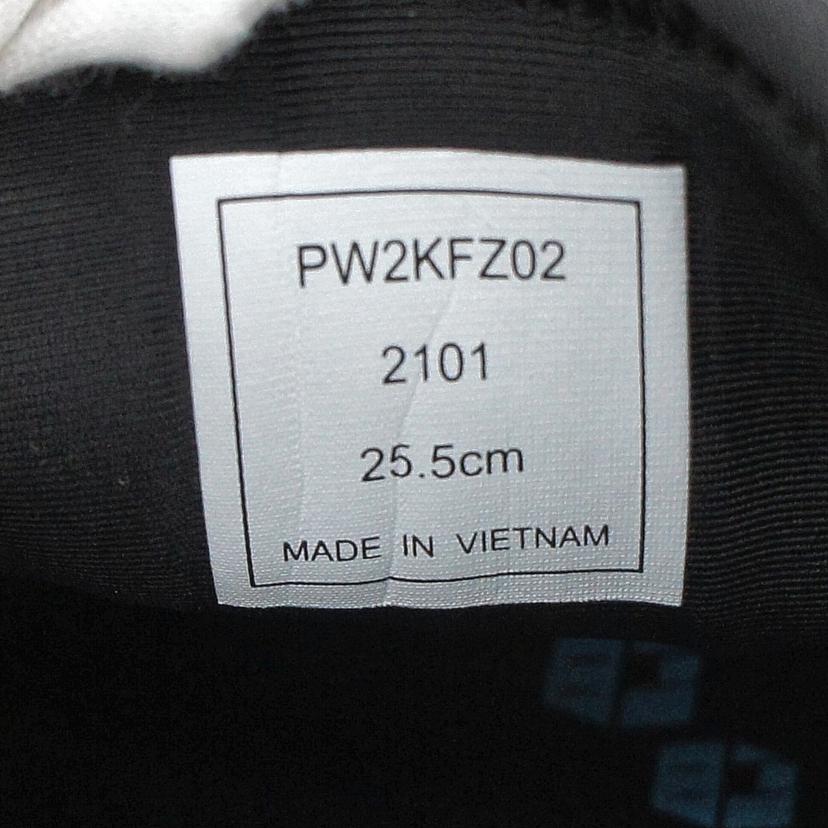 PW2KFZ02
2101
25.5cm
MADE IN VIETNAM